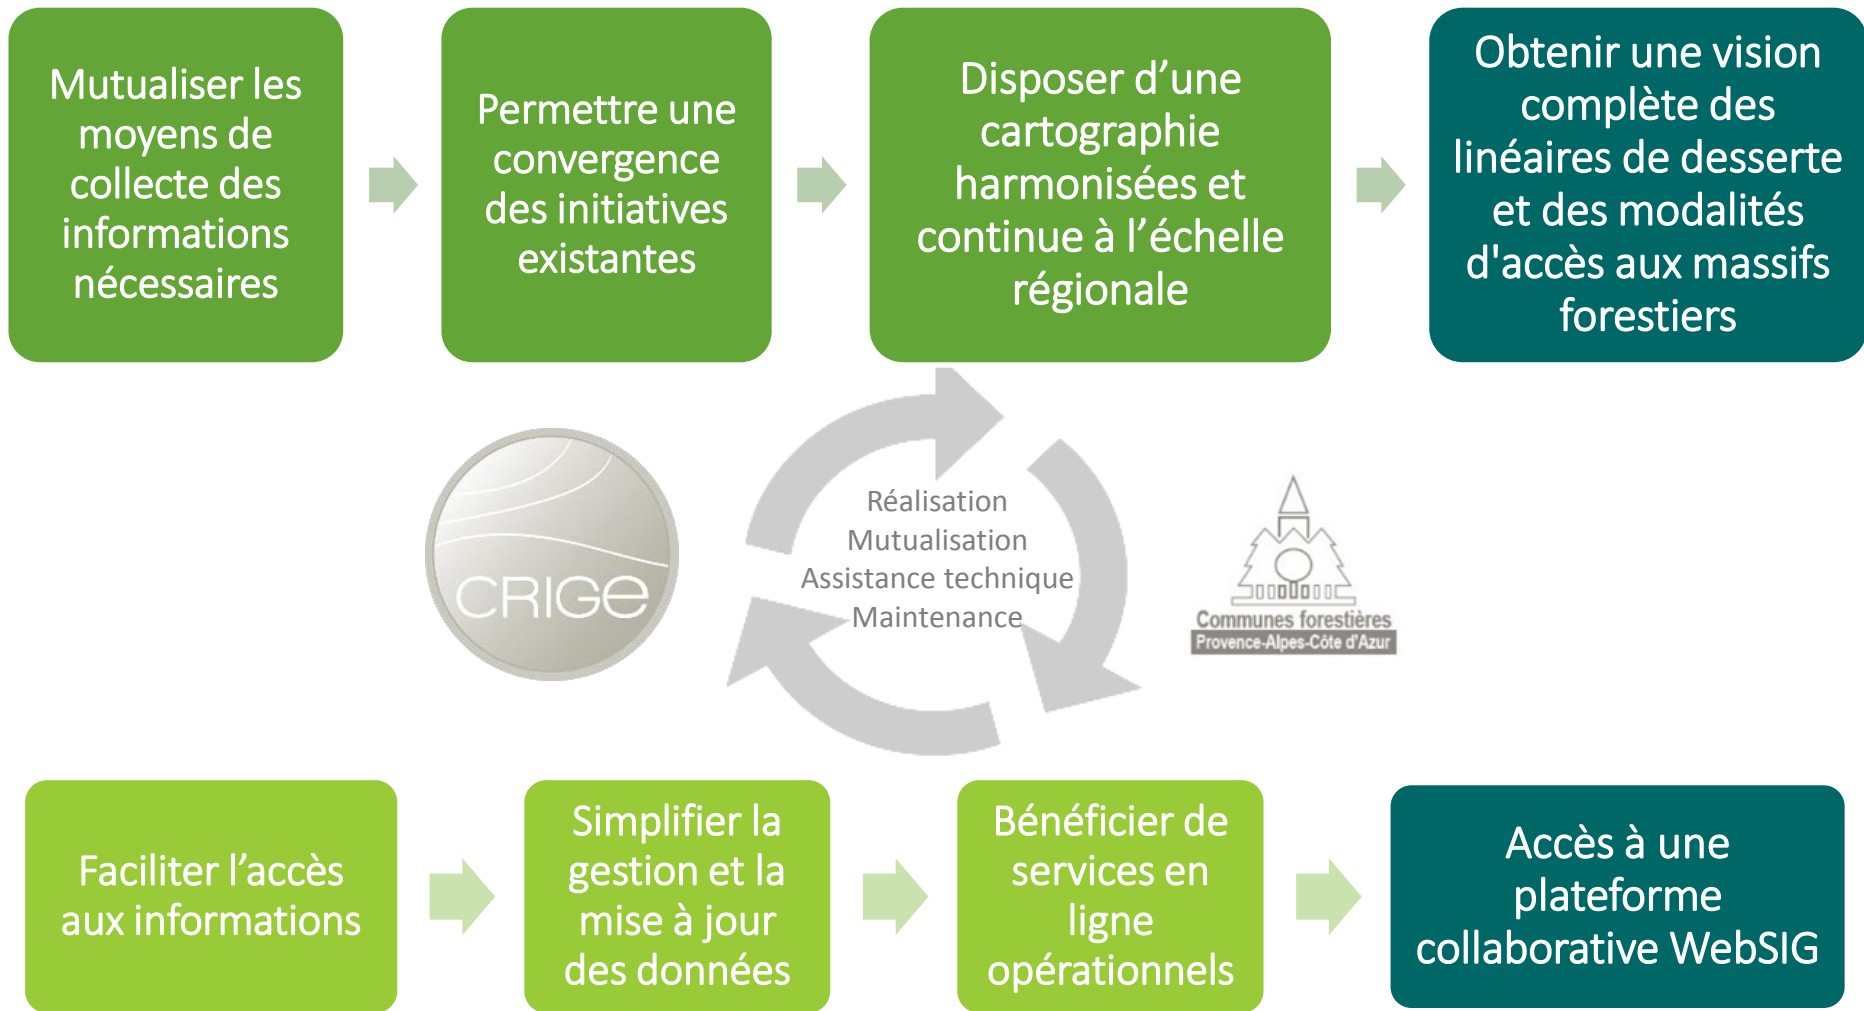 Mutualiser les
moyens de
collecte des
informations
nécessaires
Permettre une
convergence
des initiatives
existantes
Disposer d’une
cartographie
harmonisées et
continue à l’échelle
régionale
Obtenir une vision
complète des
linéaires de desserte
et des modalités
d'accès aux massifs
forestiers
CRIGE
Réalisation
Mutualisation
Assistance technique
Maintenance
Communes forestières
Provence-Alpes-Côte d'Azur
Faciliter l’accès
aux informations
Simplifier la
gestion et la
mise à jour
des données
Bénéficier de
services en
ligne
opérationnels
Accès à une
plateforme
collaborative WebSIG